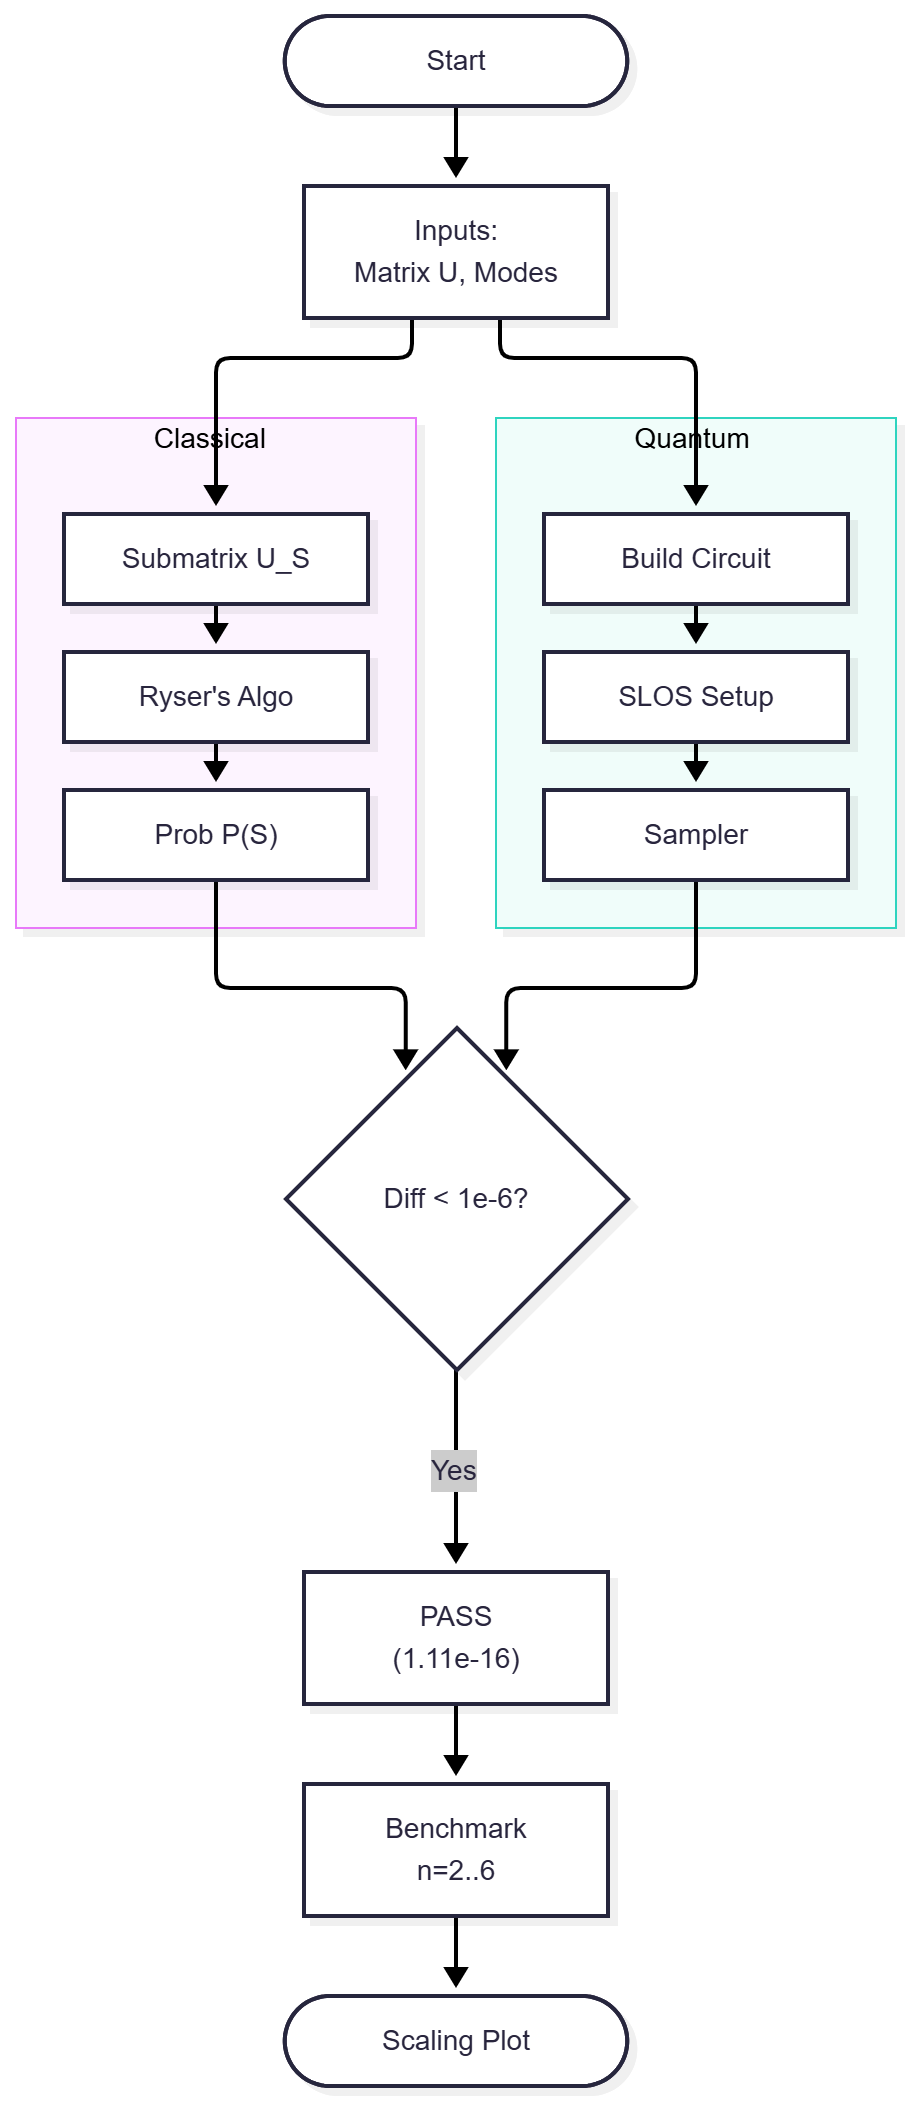 Start
Inputs:
Matrix U, Modes
Classical
Submatrix U_S
Ryser's Algo
Prob P(S)
Quantum
Build Circuit
SLOS Setup
Sampler
Diff < 1e-6?
Yes
PASS
(1.11e-16)
Benchmark
n=2..6
Scaling Plot